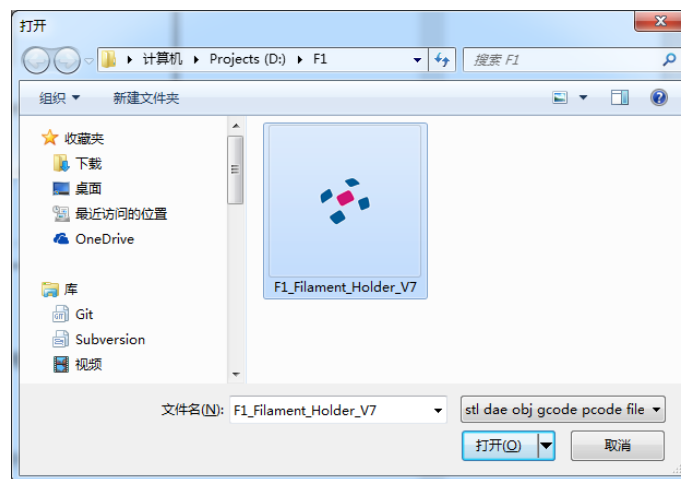 打开
计算机 Projects (D:) F1
搜索 F1
组织 新建文件夹
收藏夹
下载
桌面
最近访问的位置
OneDrive
库
Git
Subversion
视频
F1_Filament_Holder_V7
文件名(N): F1_Filament_Holder_V7
stl dae obj gcode pcode file
打开(O) 取消